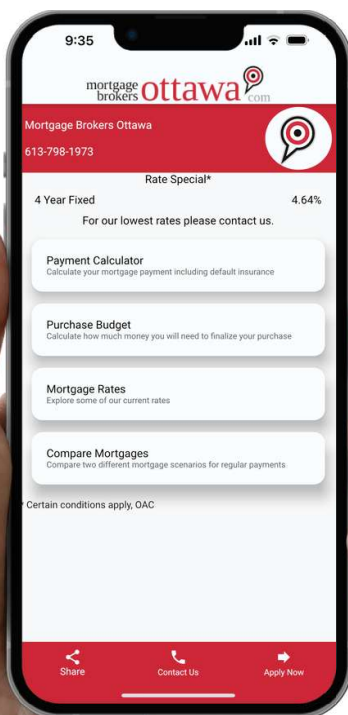 9:35
mortgage brokers ottawa .com
Mortgage Brokers Ottawa
613-798-1973
Rate Special*
4 Year Fixed 4.64%
For our lowest rates please contact us.
Payment Calculator
Calculate your mortgage payment including default insurance
Purchase Budget
Calculate how much money you will need to finalize your purchase
Mortgage Rates
Explore some of our current rates
Compare Mortgages
Compare two different mortgage scenarios for regular payments
* Certain conditions apply, OAC
Share Contact Us Apply Now